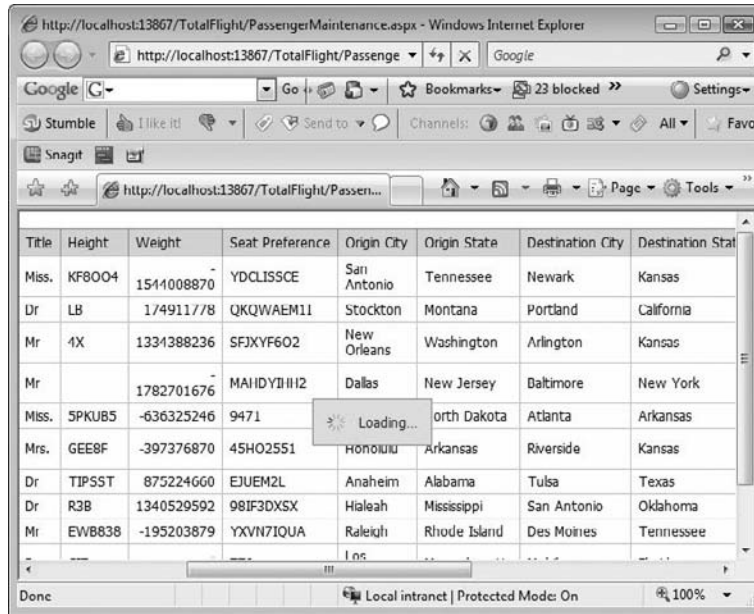 http://localhost:13867/TotalFlight/PassengerMaintenance.aspx - Windows Internet Explorer
http://localhost:13867/TotalFlight/Passenge Google
Google G Go Bookmarks 23 blocked » Settings
Stumble I like it! Send to Channels: All Favo
SnagIt
http://localhost:13867/TotalFlight/Passen... Page Tools »
Title Height Weight Seat Preference Origin City Origin State Destination City Destination Stat
Miss. KF8OO4 -1544008870 YDCLISSCE San Antonio Tennessee Newark Kansas
Dr LB 174911778 QKQWAEM1I Stockton Montana Portland California
Mr 4X 1334388236 SFJXYF6O2 New Orleans Washington Arlington Kansas
Mr -1782701676 MAHDYIHH2 Dallas New Jersey Baltimore New York
Miss. 5PKUB5 -636325246 9471 orth Dakota Atlanta Arkansas
Loading...
Mrs. GEE8F -397376870 45HO2551 Honolulu Arkansas Riverside Kansas
Dr TIPSST 875224660 EJUEM2L Anaheim Alabama Tulsa Texas
Dr R3B 1340529592 98IF3DXSX Hialeah Mississippi San Antonio Oklahoma
Mr EWB838 -195203879 YXVN7IQUA Raleigh Rhode Island Des Moines Tennessee
Los
Done Local intranet | Protected Mode: On 100%